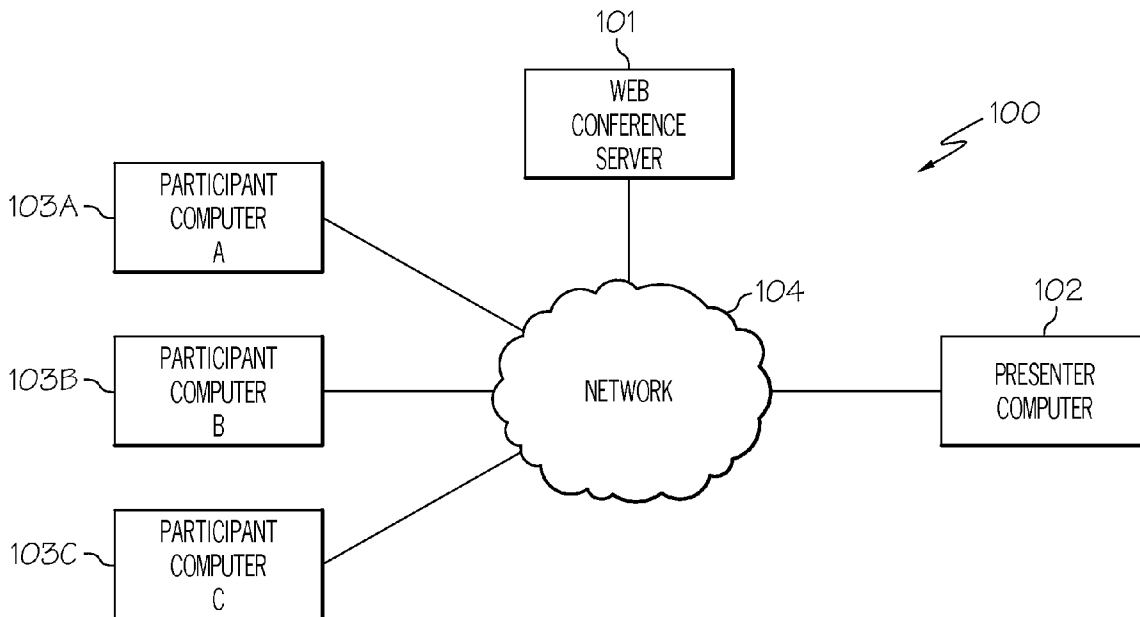 101
WEB
CONFERENCE
SERVER
100
103A
PARTICIPANT
COMPUTER
A
104
102
103B
PARTICIPANT
COMPUTER
B
NETWORK
PRESENTER
COMPUTER
103C
PARTICIPANT
COMPUTER
C